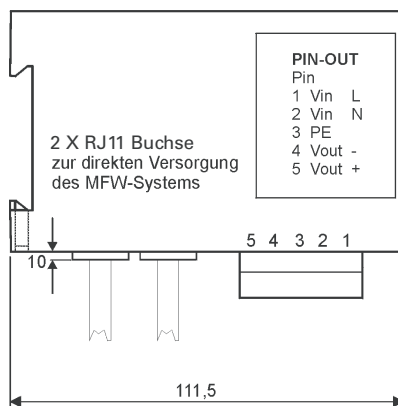 PIN-OUT
Pin
1 Vin L
2 Vin N
3 PE
4 Vout -
5 Vout +
2 X RJ11 Buchse
zur direkten Versorgung
des MFW-Systems
5 4 3 2 1
10
111,5